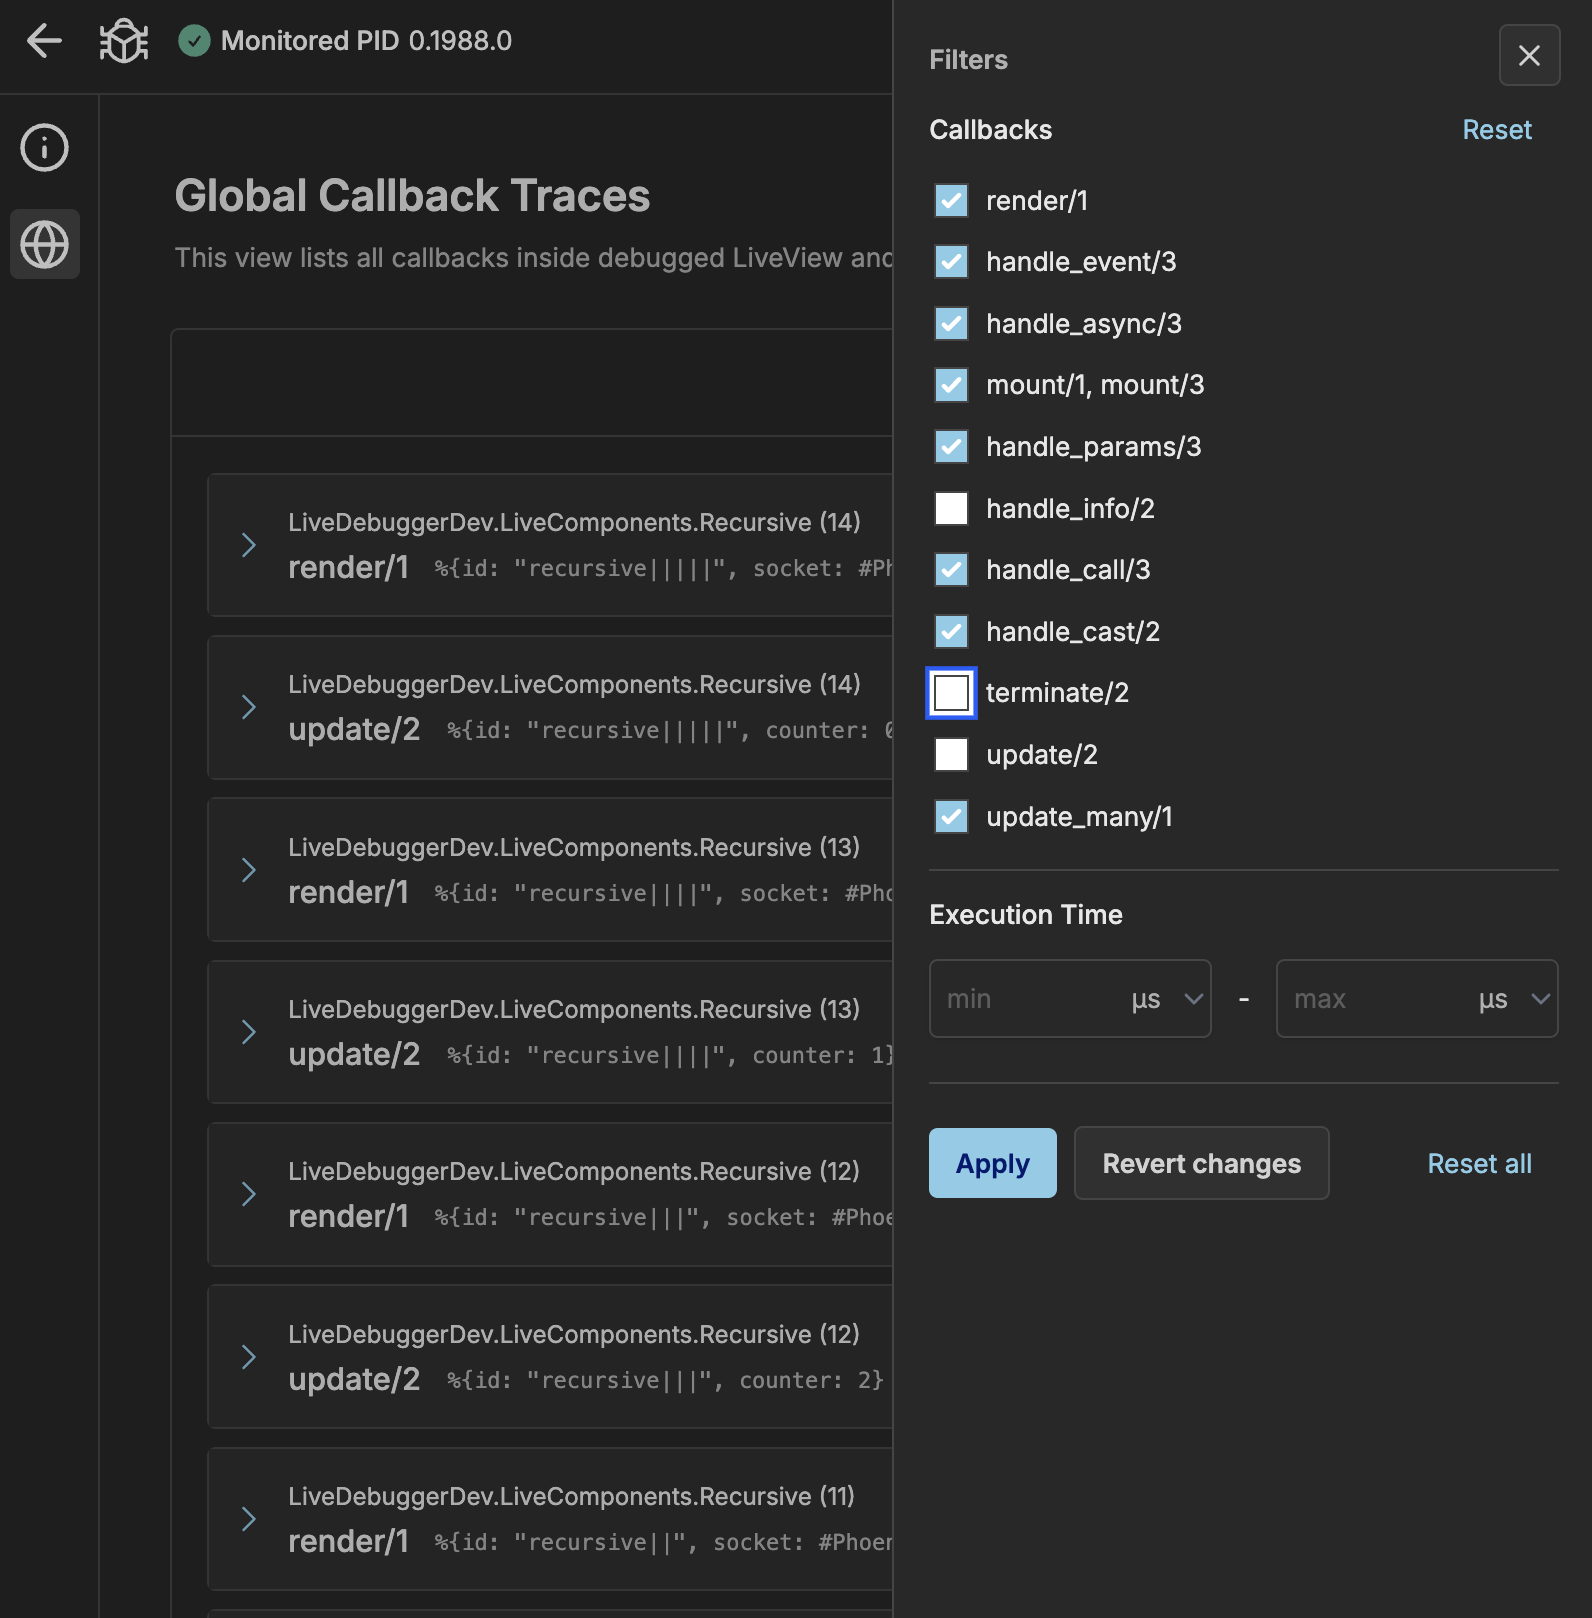 Monitored PID 0.1988.0
Global Callback Traces
This view lists all callbacks inside debugged LiveView and
LiveDebuggerDev.LiveComponents.Recursive (14)
render/1 %{id: "recursive|||||", socket: #Ph
LiveDebuggerDev.LiveComponents.Recursive (14)
update/2 %{id: "recursive|||||", counter: 0
LiveDebuggerDev.LiveComponents.Recursive (13)
render/1 %{id: "recursive||||", socket: #Pho
LiveDebuggerDev.LiveComponents.Recursive (13)
update/2 %{id: "recursive||||", counter: 1}
LiveDebuggerDev.LiveComponents.Recursive (12)
render/1 %{id: "recursive|||", socket: #Phoe
LiveDebuggerDev.LiveComponents.Recursive (12)
update/2 %{id: "recursive|||", counter: 2}
LiveDebuggerDev.LiveComponents.Recursive (11)
render/1 %{id: "recursive||", socket: #Phoen
Filters
Callbacks Reset
render/1
handle_event/3
handle_async/3
mount/1, mount/3
handle_params/3
handle_info/2
handle_call/3
handle_cast/2
terminate/2
update/2
update_many/1
Execution Time
min µs - max µs
Apply Revert changes Reset all